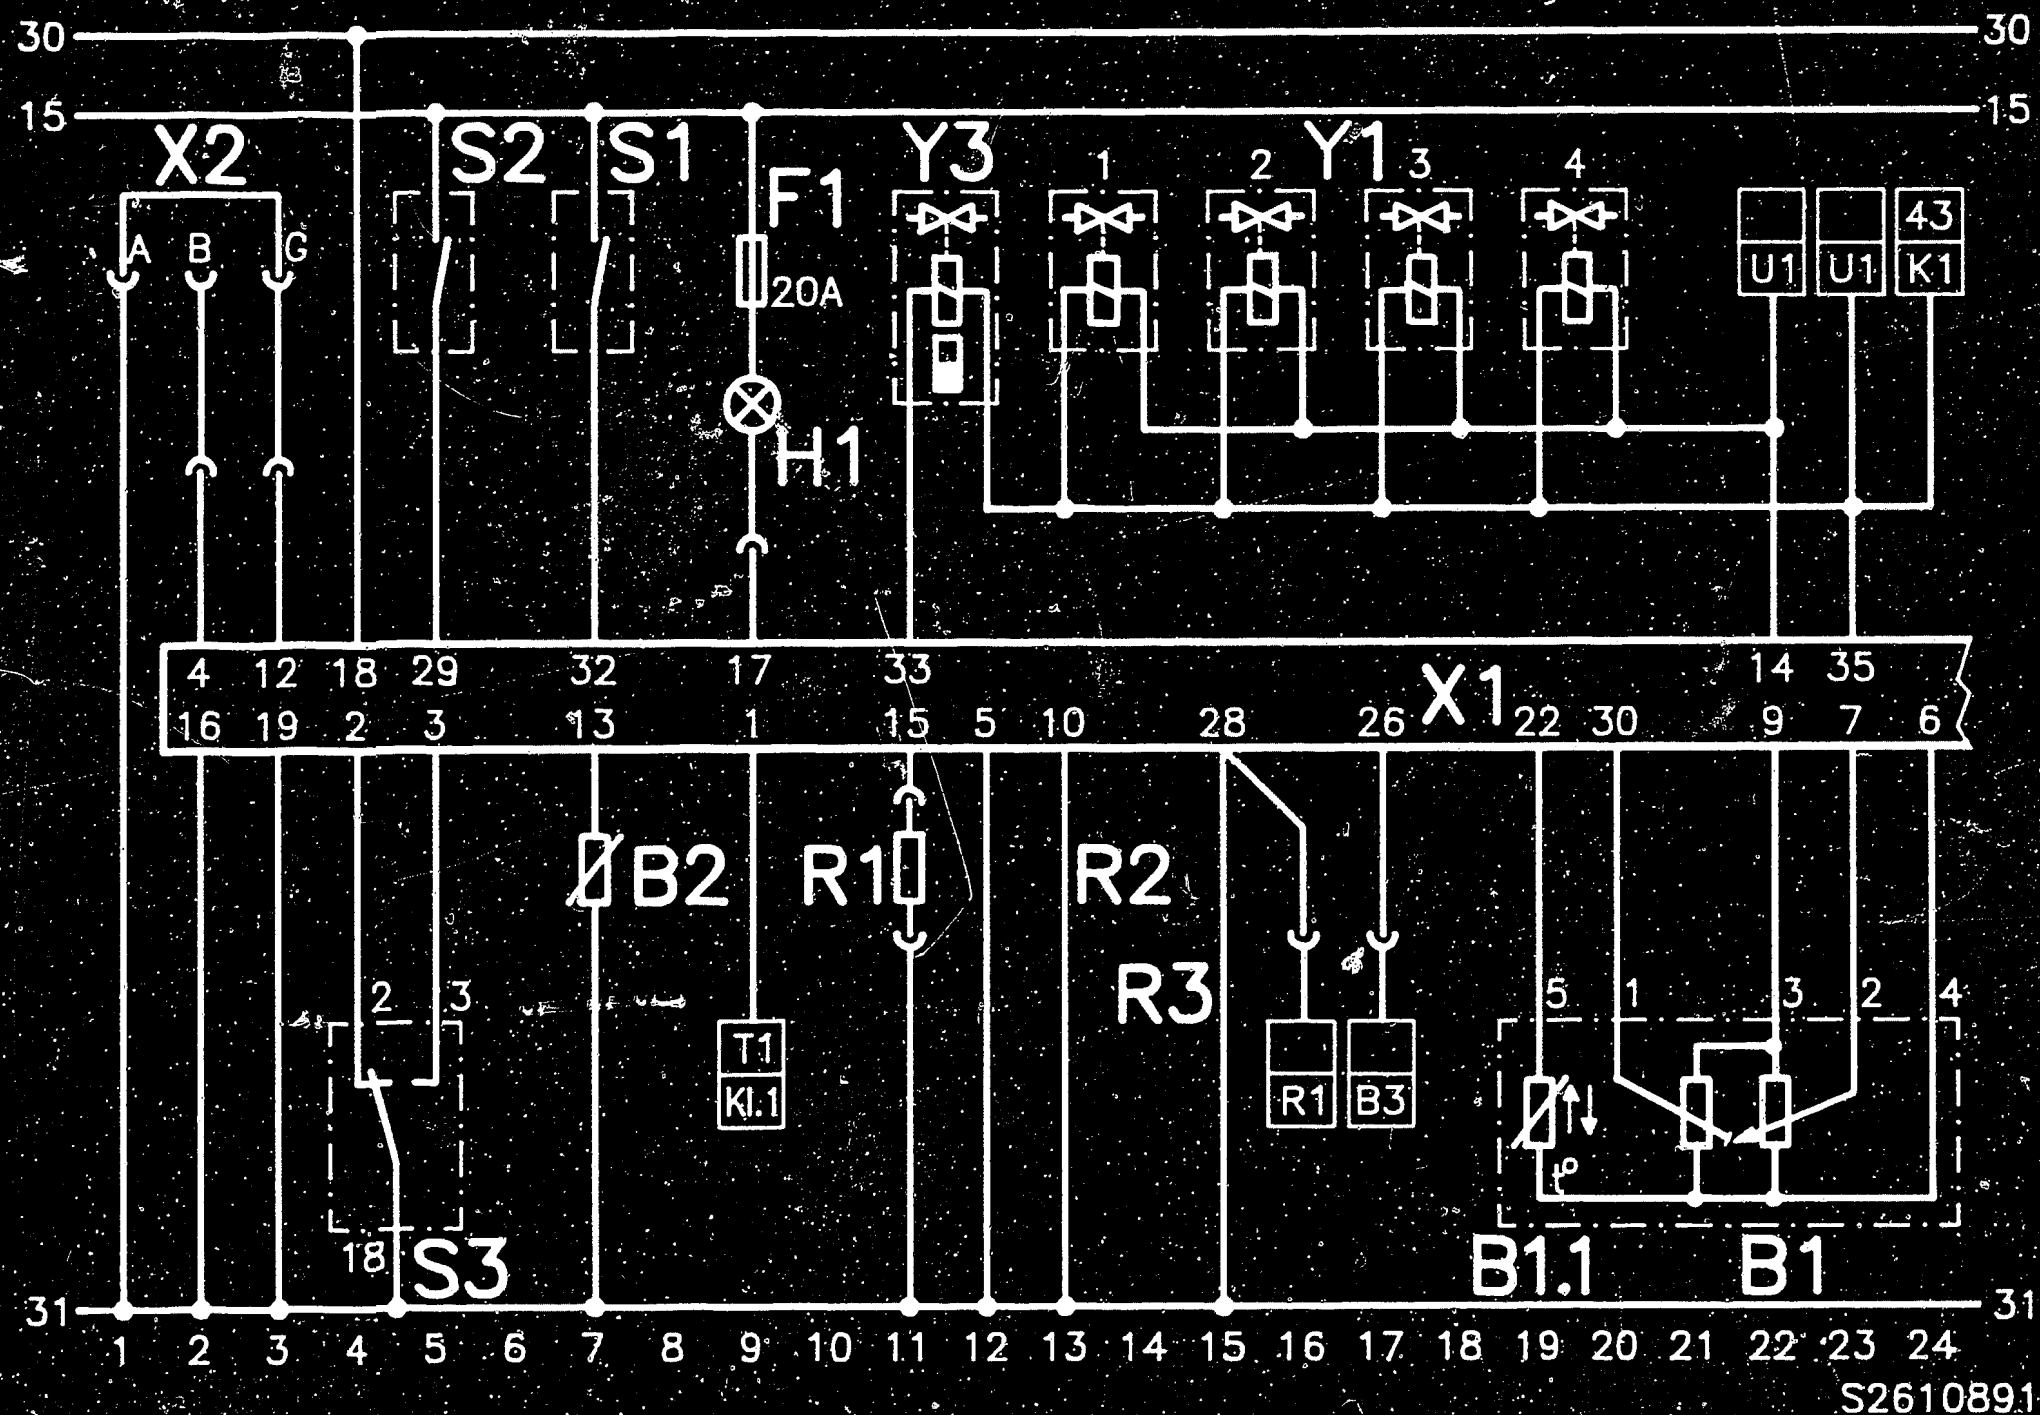 30 30
15 15
X2 S2 S1 F1 Y3 1 2 Y1 3 4
A B G 20A U1 U1 43 K1
H1
4 12 18 29 32 17 33 X1 14 35
16 19 2 3 13 1 15 5 10 28 26 22 30 9 7 6
B2 R1 R2
R3
2 3 5 1 3 2 4
T1
Kl.1 R1 B3
t°
18 S3 B1.1 B1
31 31
1 2 3 4 5 6 7 8 9 10 11 12 13 14 15 16 17 18 19 20 21 22 23 24
S2610891